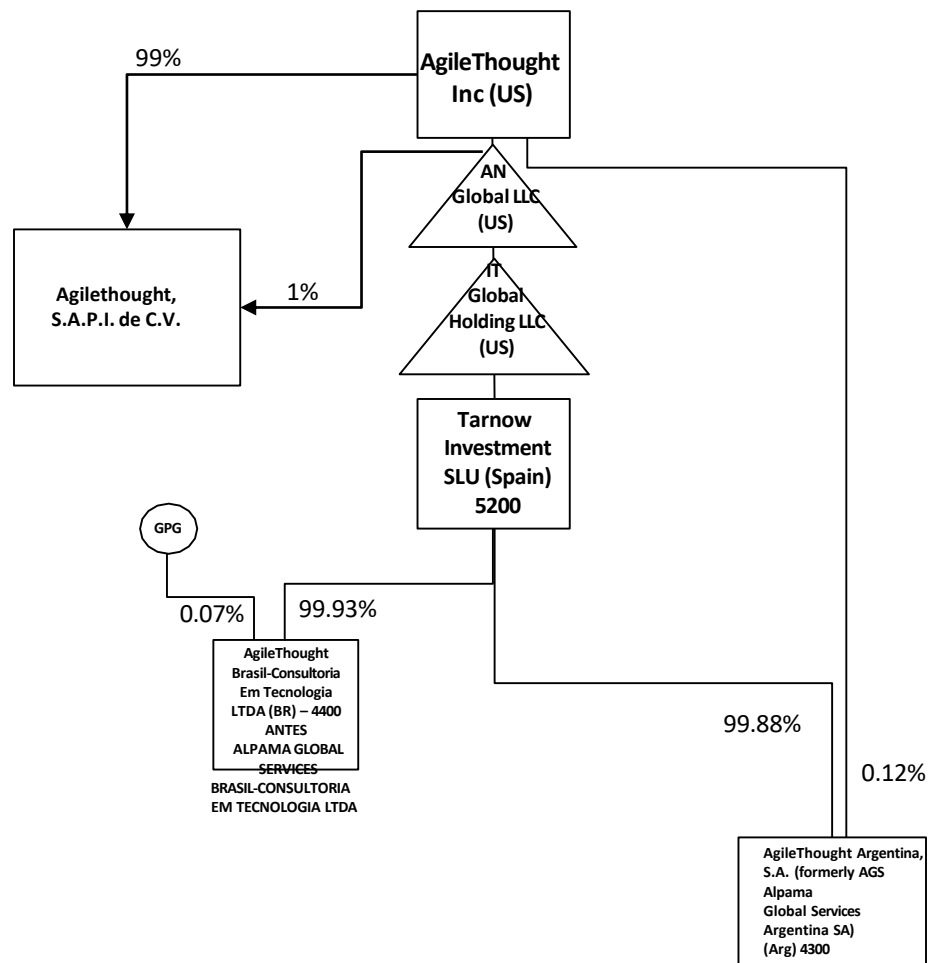 AgileThought
Inc (US)
99%
AN
Global LLC
(US)
Agilethought,
S.A.P.I. de C.V.
1%
IT
Global
Holding LLC
(US)
Tarnow
Investment
SLU (Spain)
5200
GPG
0.07%
99.93%
AgileThought
Brasil-Consultoria
Em Tecnologia
LTDA (BR) – 4400
ANTES
ALPAMA GLOBAL
SERVICES
BRASIL-CONSULTORIA
EM TECNOLOGIA LTDA
99.88%
0.12%
AgileThought Argentina,
S.A. (formerly AGS
Alpama
Global Services
Argentina SA)
(Arg) 4300